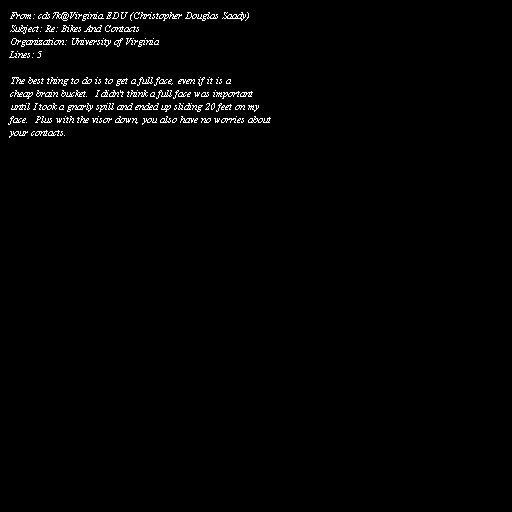 From: cds7k@Virginia.EDU (Christopher Douglas Saady)
Subject: Re: Bikes And Contacts
Organization: University of Virginia
Lines: 5

The best thing to do is to get a full face, even if it is a
cheap brain bucket.  I didn't think a full face was important
until I took a gnarly spill and ended up sliding 20 feet on my
face.  Plus with the visor down, you also have no worries about
your contacts.